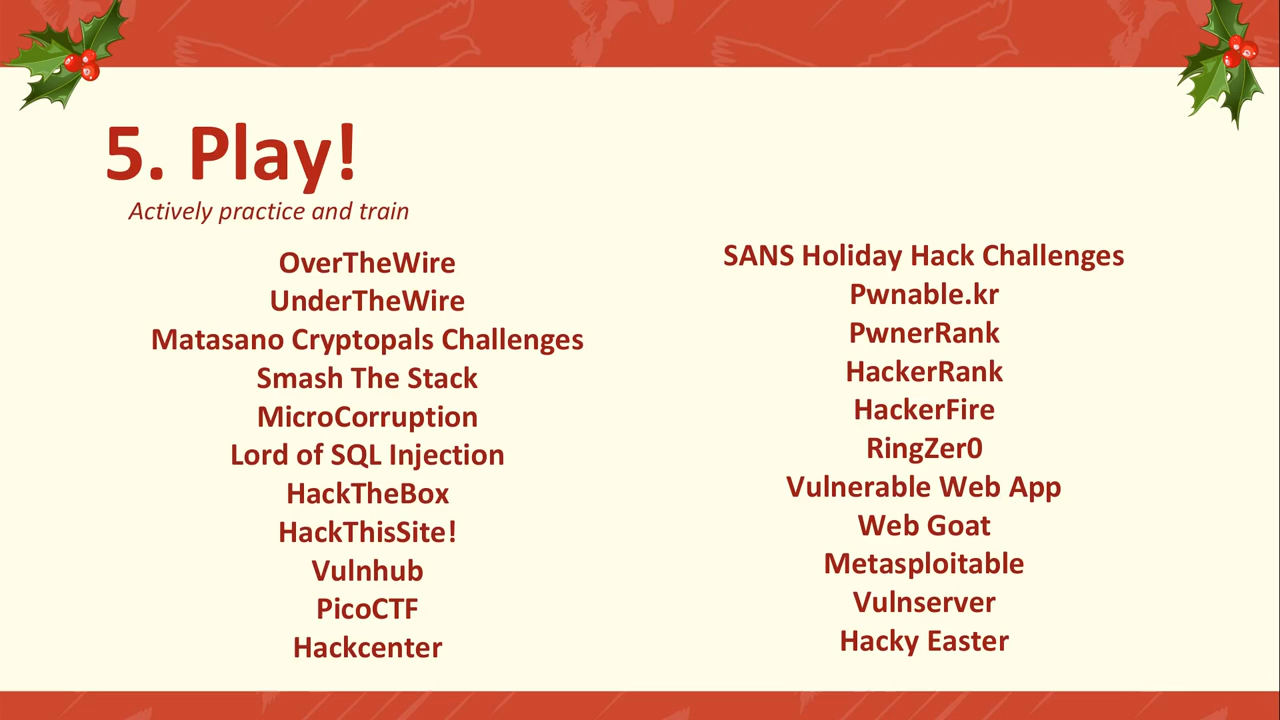 5. Play!
Actively practice and train
OverTheWire
UnderTheWire
Matasano Cryptopals Challenges
Smash The Stack
MicroCorruption
Lord of SQL Injection
HackTheBox
HackThisSite!
Vulnhub
PicoCTF
Hackcenter
SANS Holiday Hack Challenges
Pwnable.kr
PwnerRank
HackerRank
HackerFire
RingZer0
Vulnerable Web App
Web Goat
Metasploitable
Vulnserver
Hacky Easter